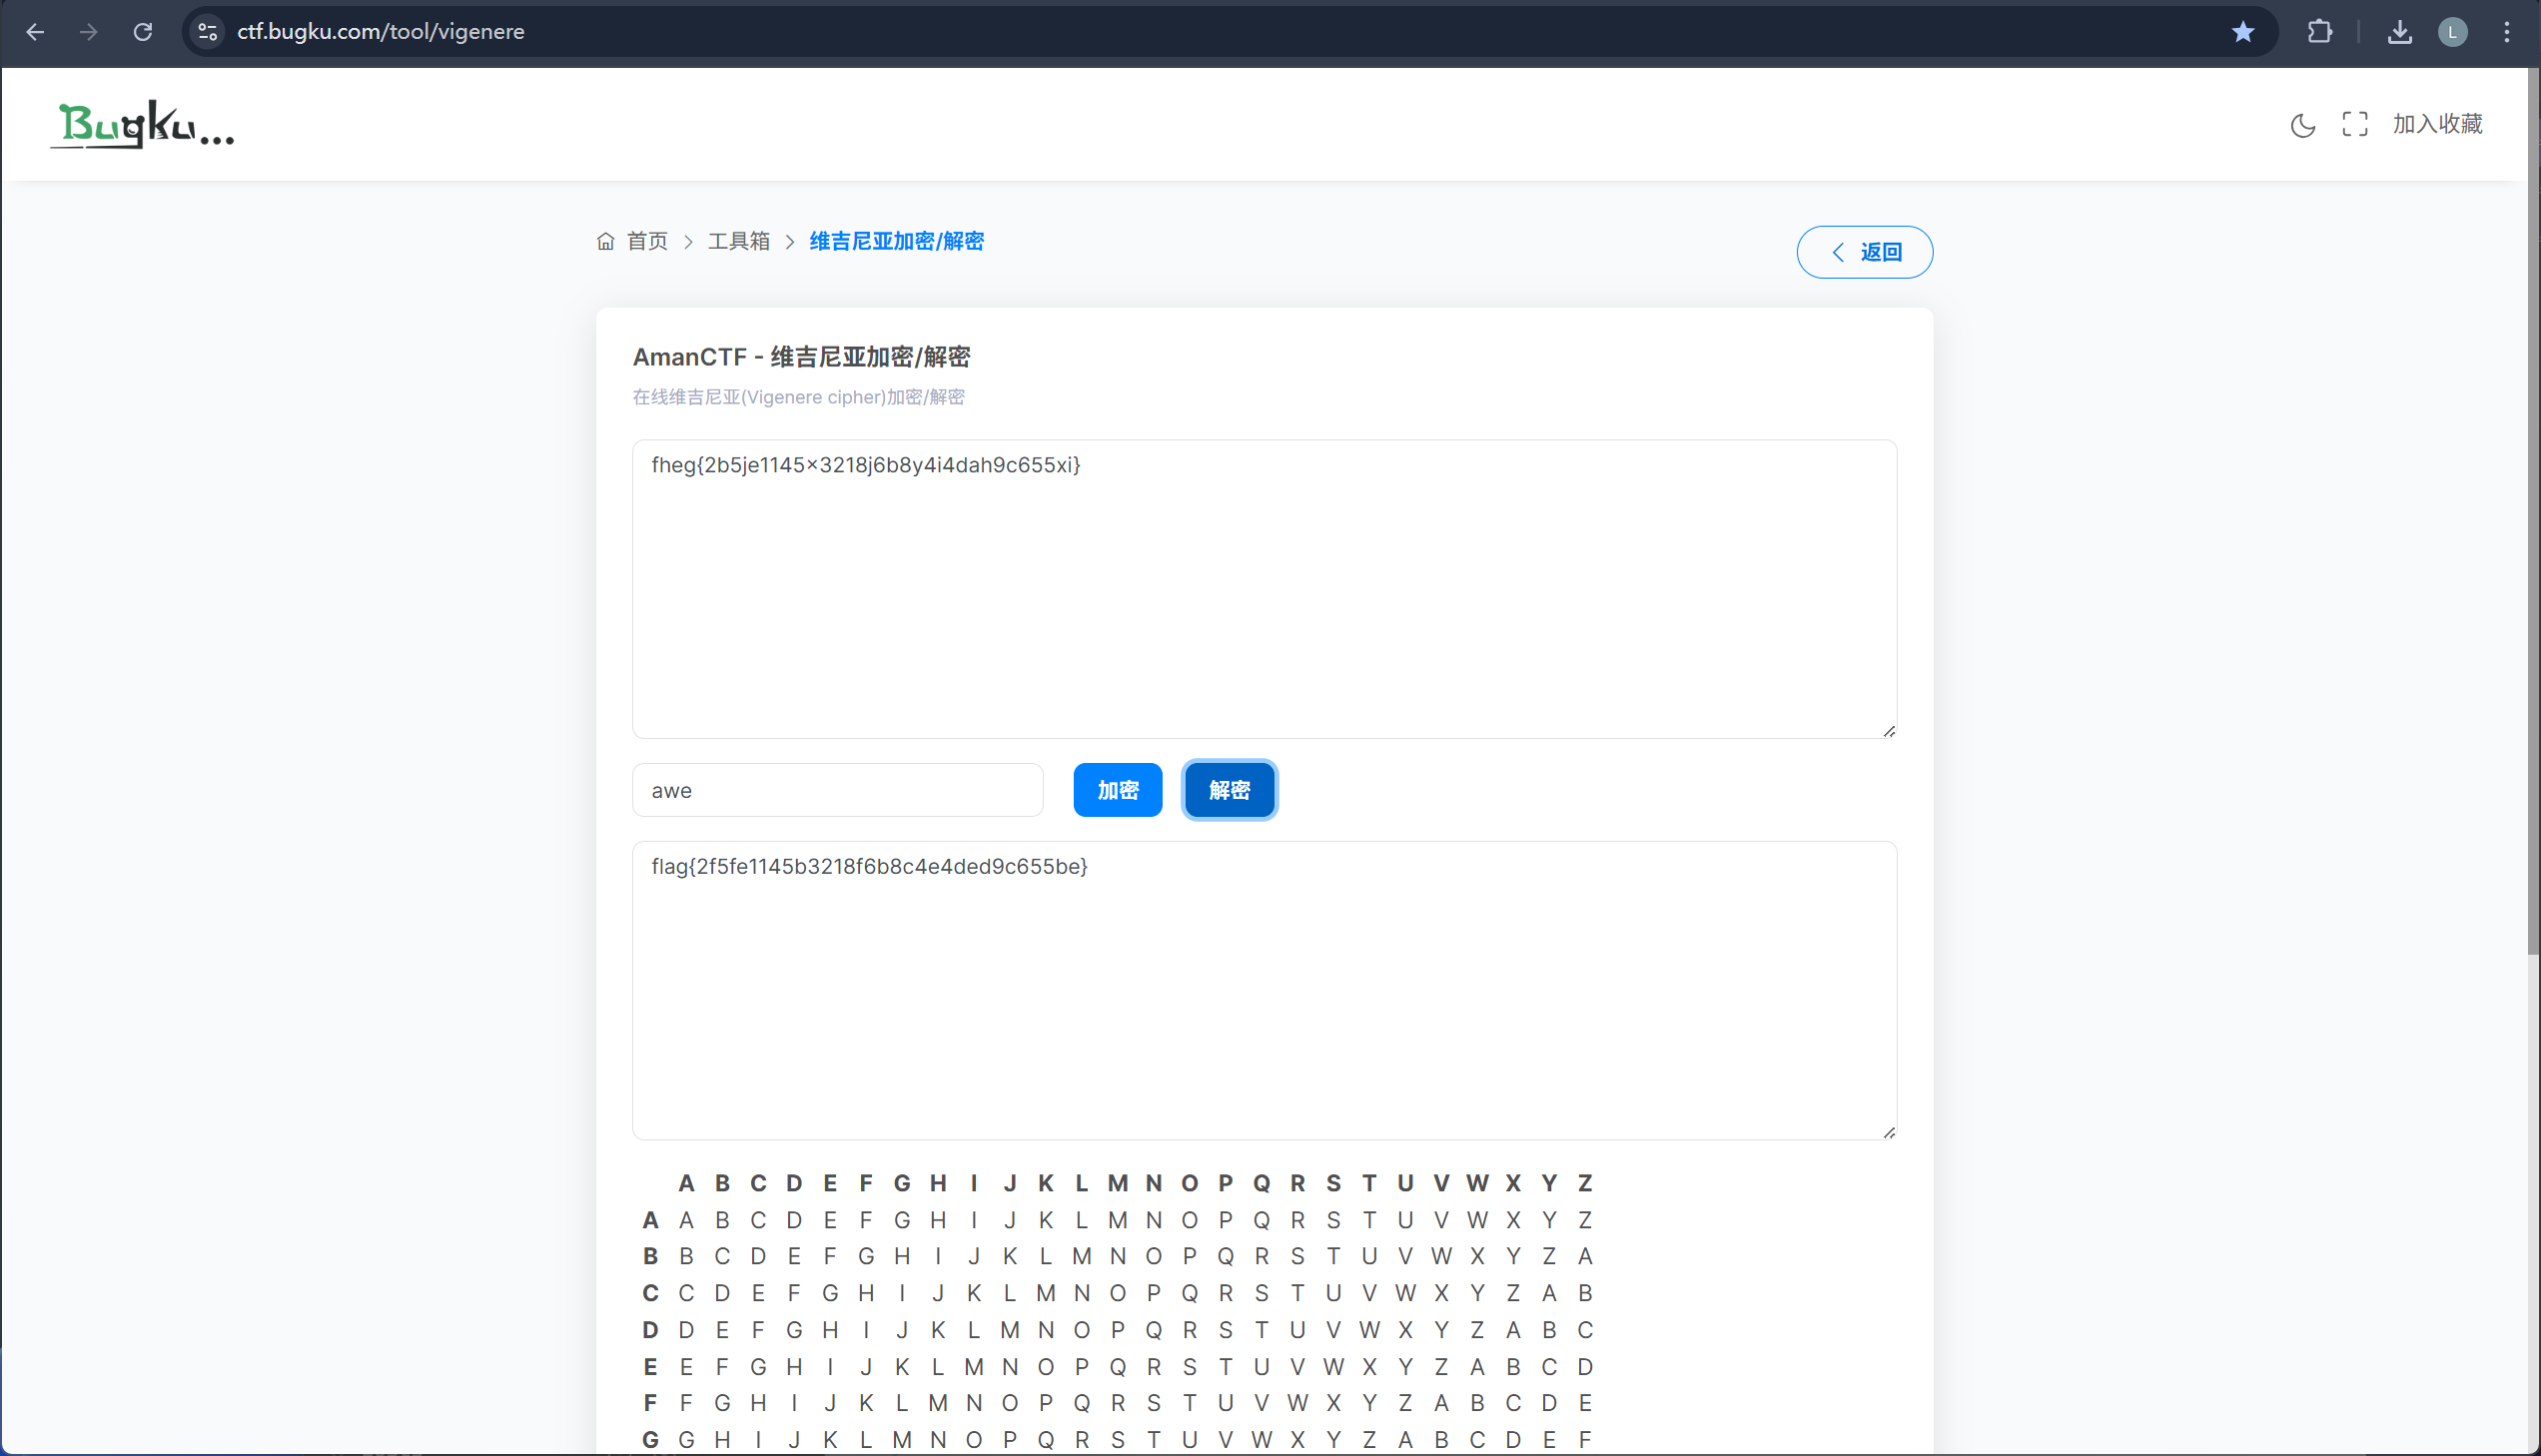 ctf.bugku.com/tool/vigenere
L
Bugku...
加入收藏
首页 > 工具箱 > 维吉尼亚加密/解密
返回
AmanCTF - 维吉尼亚加密/解密
在线维吉尼亚(Vigenere cipher)加密/解密
fheg{2b5je1145×3218j6b8y4i4dah9c655xi}
awe
加密
解密
flag{2f5fe1145b3218f6b8c4e4ded9c655be}
A B C D E F G H I J K L M N O P Q R S T U V W X Y Z
A A B C D E F G H I J K L M N O P Q R S T U V W X Y Z
B B C D E F G H I J K L M N O P Q R S T U V W X Y Z A
C C D E F G H I J K L M N O P Q R S T U V W X Y Z A B
D D E F G H I J K L M N O P Q R S T U V W X Y Z A B C
E E F G H I J K L M N O P Q R S T U V W X Y Z A B C D
F F G H I J K L M N O P Q R S T U V W X Y Z A B C D E
G G H I J K L M N O P Q R S T U V W X Y Z A B C D E F